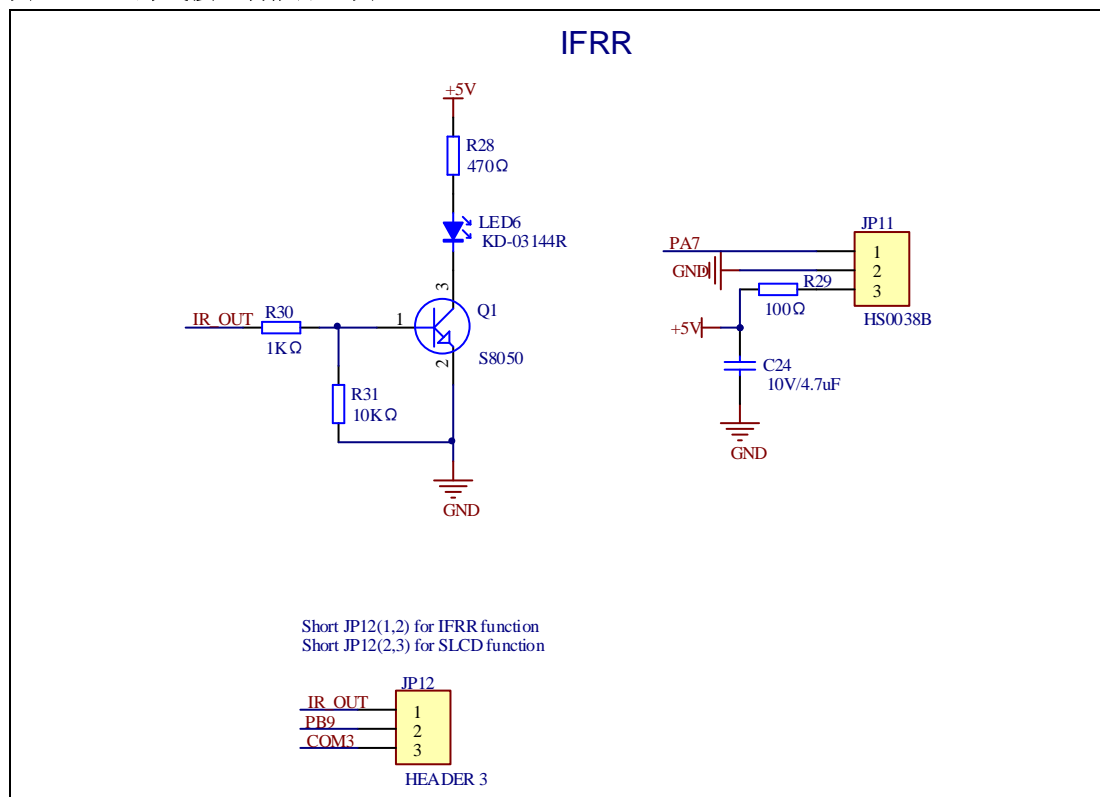 IFRR
+5V
R28
470Ω
LED6
KD-03144R
3
Q1
1
2
S8050
IR_OUT
R30
1KΩ
R31
10KΩ
GND
JP11
PA7
1
GND
2
R29
3
100Ω
HS0038B
+5V
C24
10V/4.7uF
GND
Short JP12(1,2) for IFRR function
Short JP12(2,3) for SLCD function
JP12
IR_OUT
1
PB9
2
COM3
3
HEADER 3